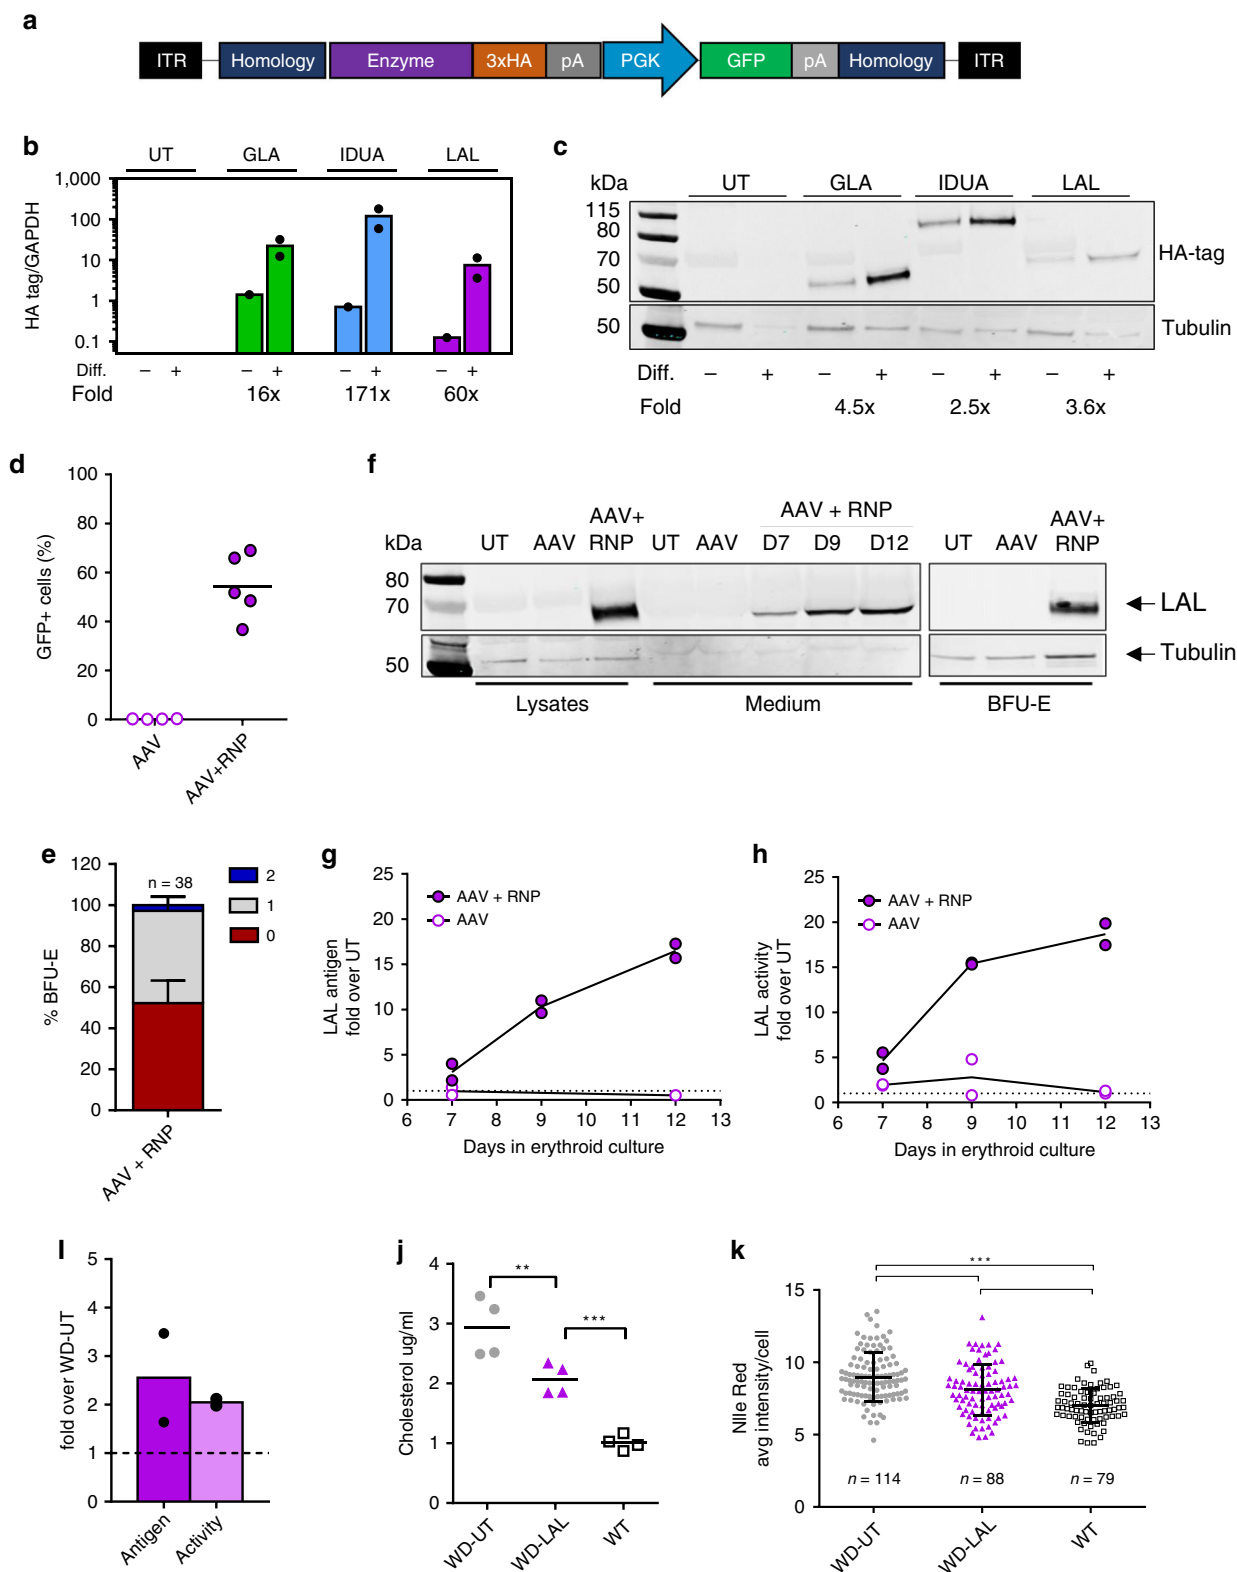 a
ITR Homology Enzyme 3xHA pA PGK GFP pA Homology ITR
b
UT GLA IDUA LAL
HA tag/GAPDH
1,000
100
10
1
0.1
Diff. – + – + – + – +
Fold 16x 171x 60x
c
kDa UT GLA IDUA LAL
115
80
70
50
HA-tag
50
Tubulin
Diff. – + – + – + – +
Fold 4.5x 2.5x 3.6x
d
GFP+ cells (%)
100
80
60
40
20
0
AAV
AAV+RNP
f
AAV + RNP
AAV+
AAV+
kDa UT AAV RNP UT AAV D7 D9 D12 UT AAV RNP
80
70
LAL
50
Tubulin
Lysates Medium BFU-E
e
% BFU-E
120
100
80
60
40
20
0
n = 38
2
1
0
AAV + RNP
g
LAL antigen
fold over UT
25
20
15
10
5
0
AAV + RNP
AAV
6 7 8 9 10 11 12 13
Days in erythroid culture
h
LAL activity
fold over UT
25
20
15
10
5
0
AAV + RNP
AAV
6 7 8 9 10 11 12 13
Days in erythroid culture
I
fold over WD-UT
5
4
3
2
1
0
Antigen
Activity
j
Cholesterol ug/ml
4
3
2
1
0
**
***
WD-UT
WD-LAL
WT
k
NIle Red
avg intensity/cell
15
10
5
0
***
n = 114 n = 88 n = 79
WD-UT
WD-LAL
WT